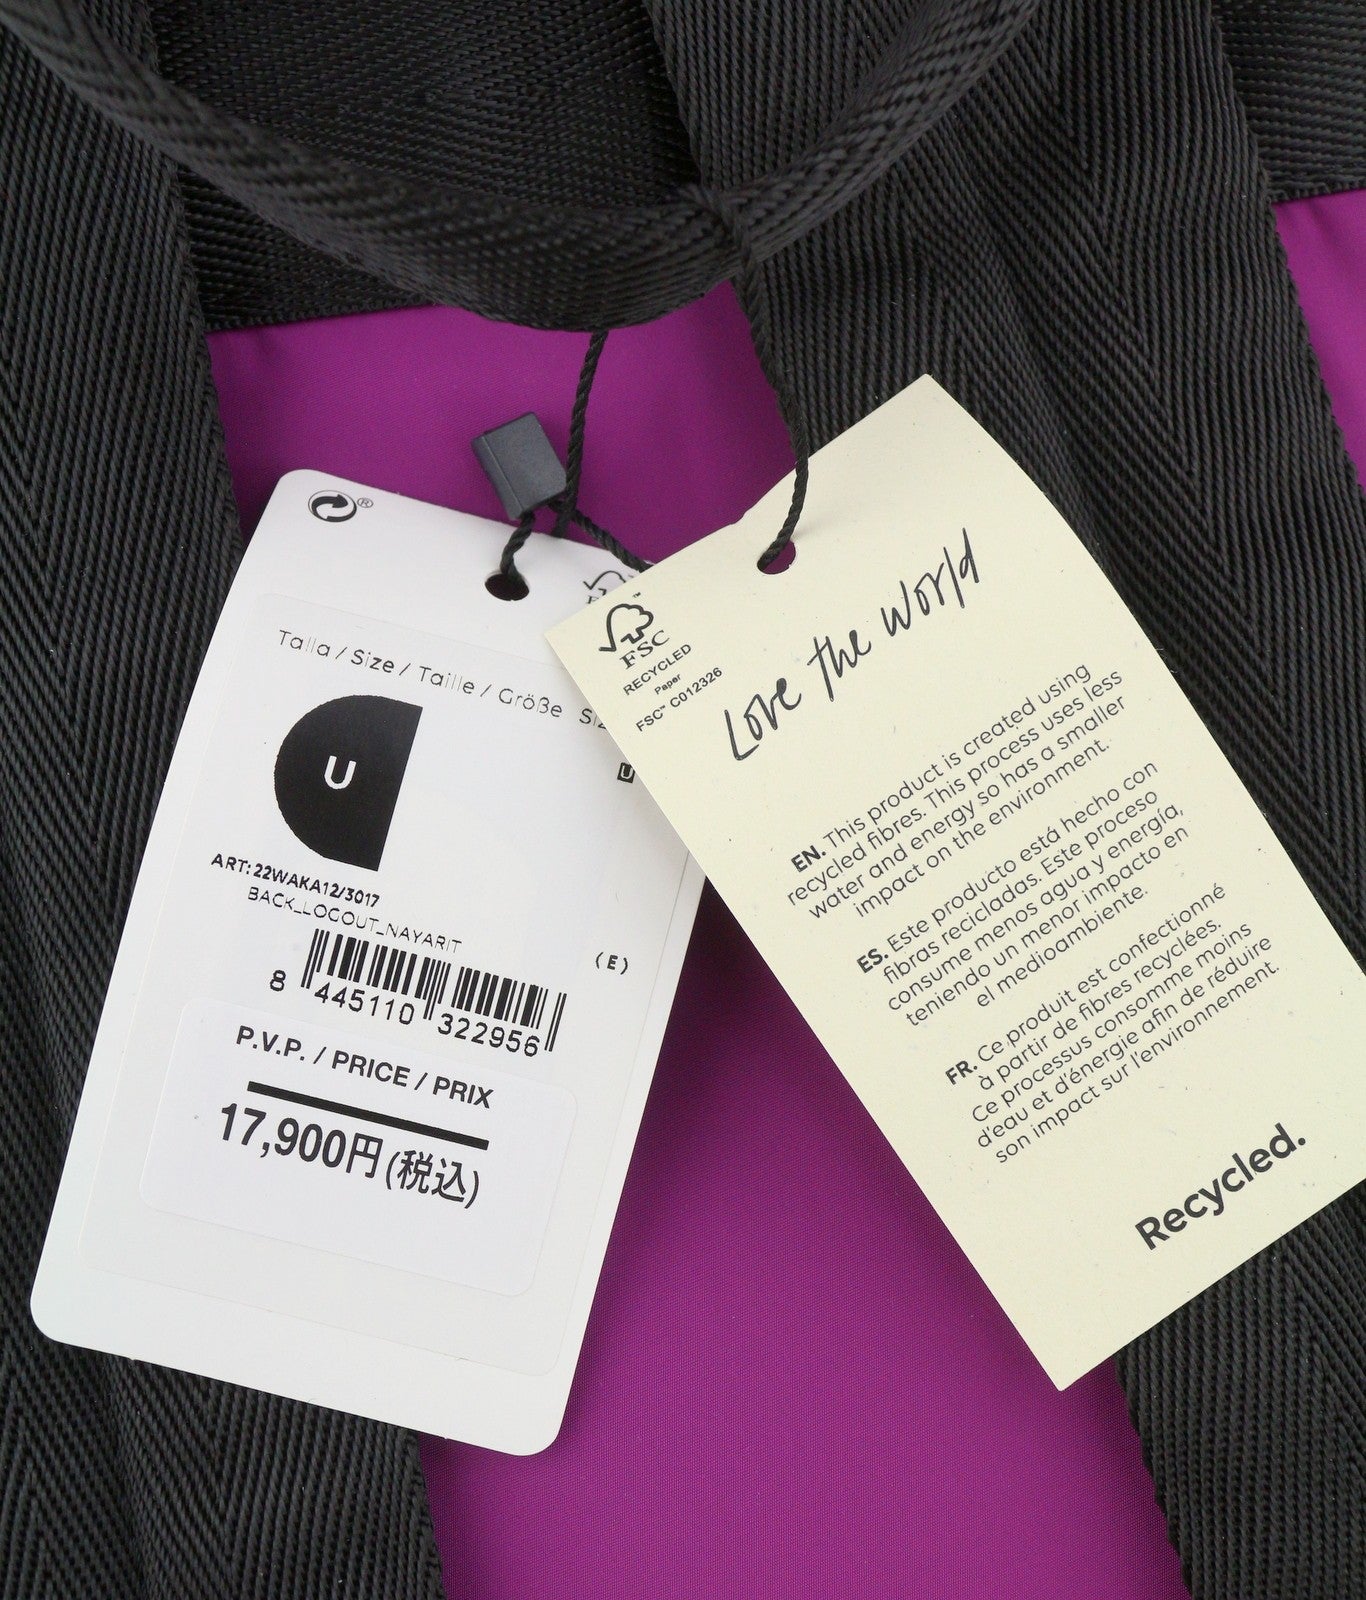 ®
Talla / Size / Taille / Größe
U
U
ART: 22WAKA12/3017
BACK_LOGOUT_NAYARIT
(E)
8 445110 322956
P.V.P. / PRICE / PRIX
17,900円(税込)
FSC™
RECYCLED
Paper
FSC™ C012326
Love the world
EN. This product is created using
recycled fibres. This process uses less
water and energy so has a smaller
impact on the environment.
ES. Este producto está hecho con
fibras recicladas. Este proceso
consume menos agua y energía,
teniendo un menor impacto en
el medioambiente.
FR. Ce produit est confectionné
à partir de fibres recyclées.
Ce processus consomme moins
d'eau et d'énergie afin de réduire
son impact sur l'environnement.
Recycled.